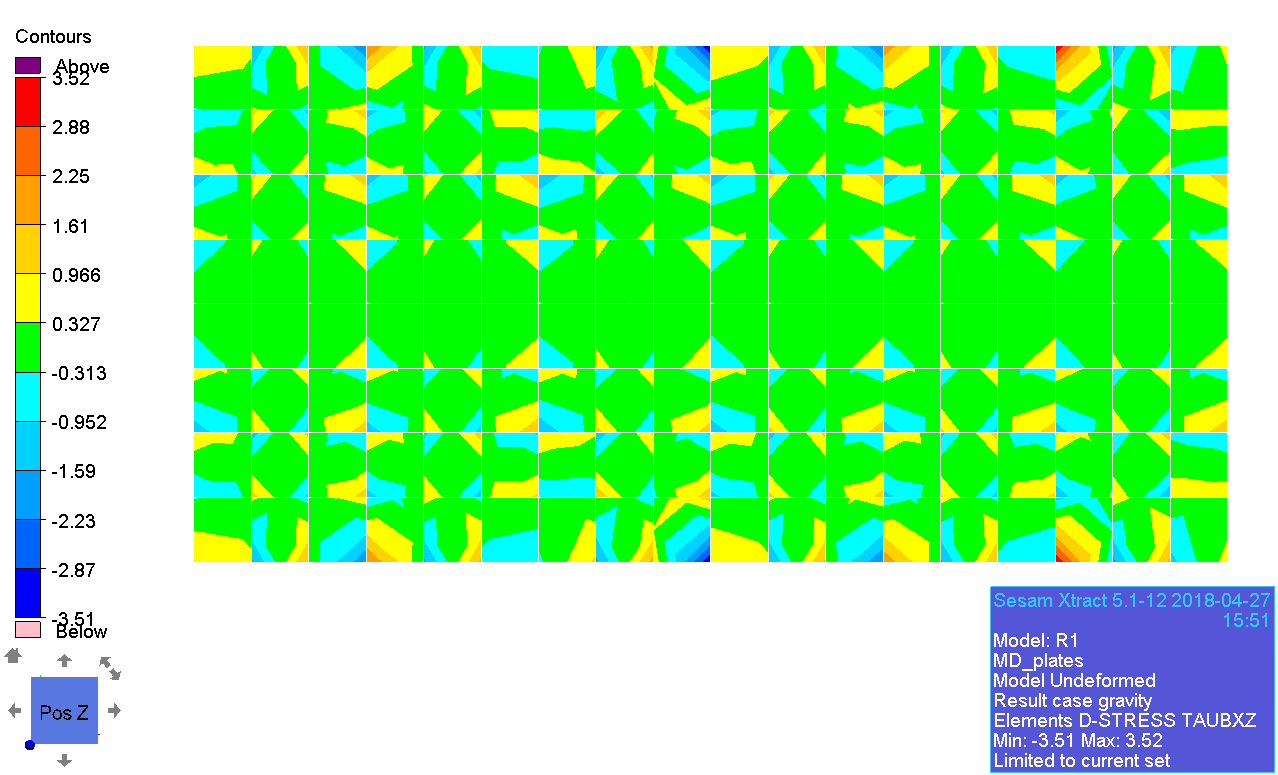 Contours
Above
3.52
2.88
2.25
1.61
0.966
0.327
-0.313
-0.952
-1.59
-2.23
-2.87
-3.51
Below
Pos Z
Sesam Xtract 5.1-12 2018-04-27
15:51
Model: R1
MD_plates
Model Undeformed
Result case gravity
Elements D-STRESS TAUBXZ
Min: -3.51 Max: 3.52
Limited to current set